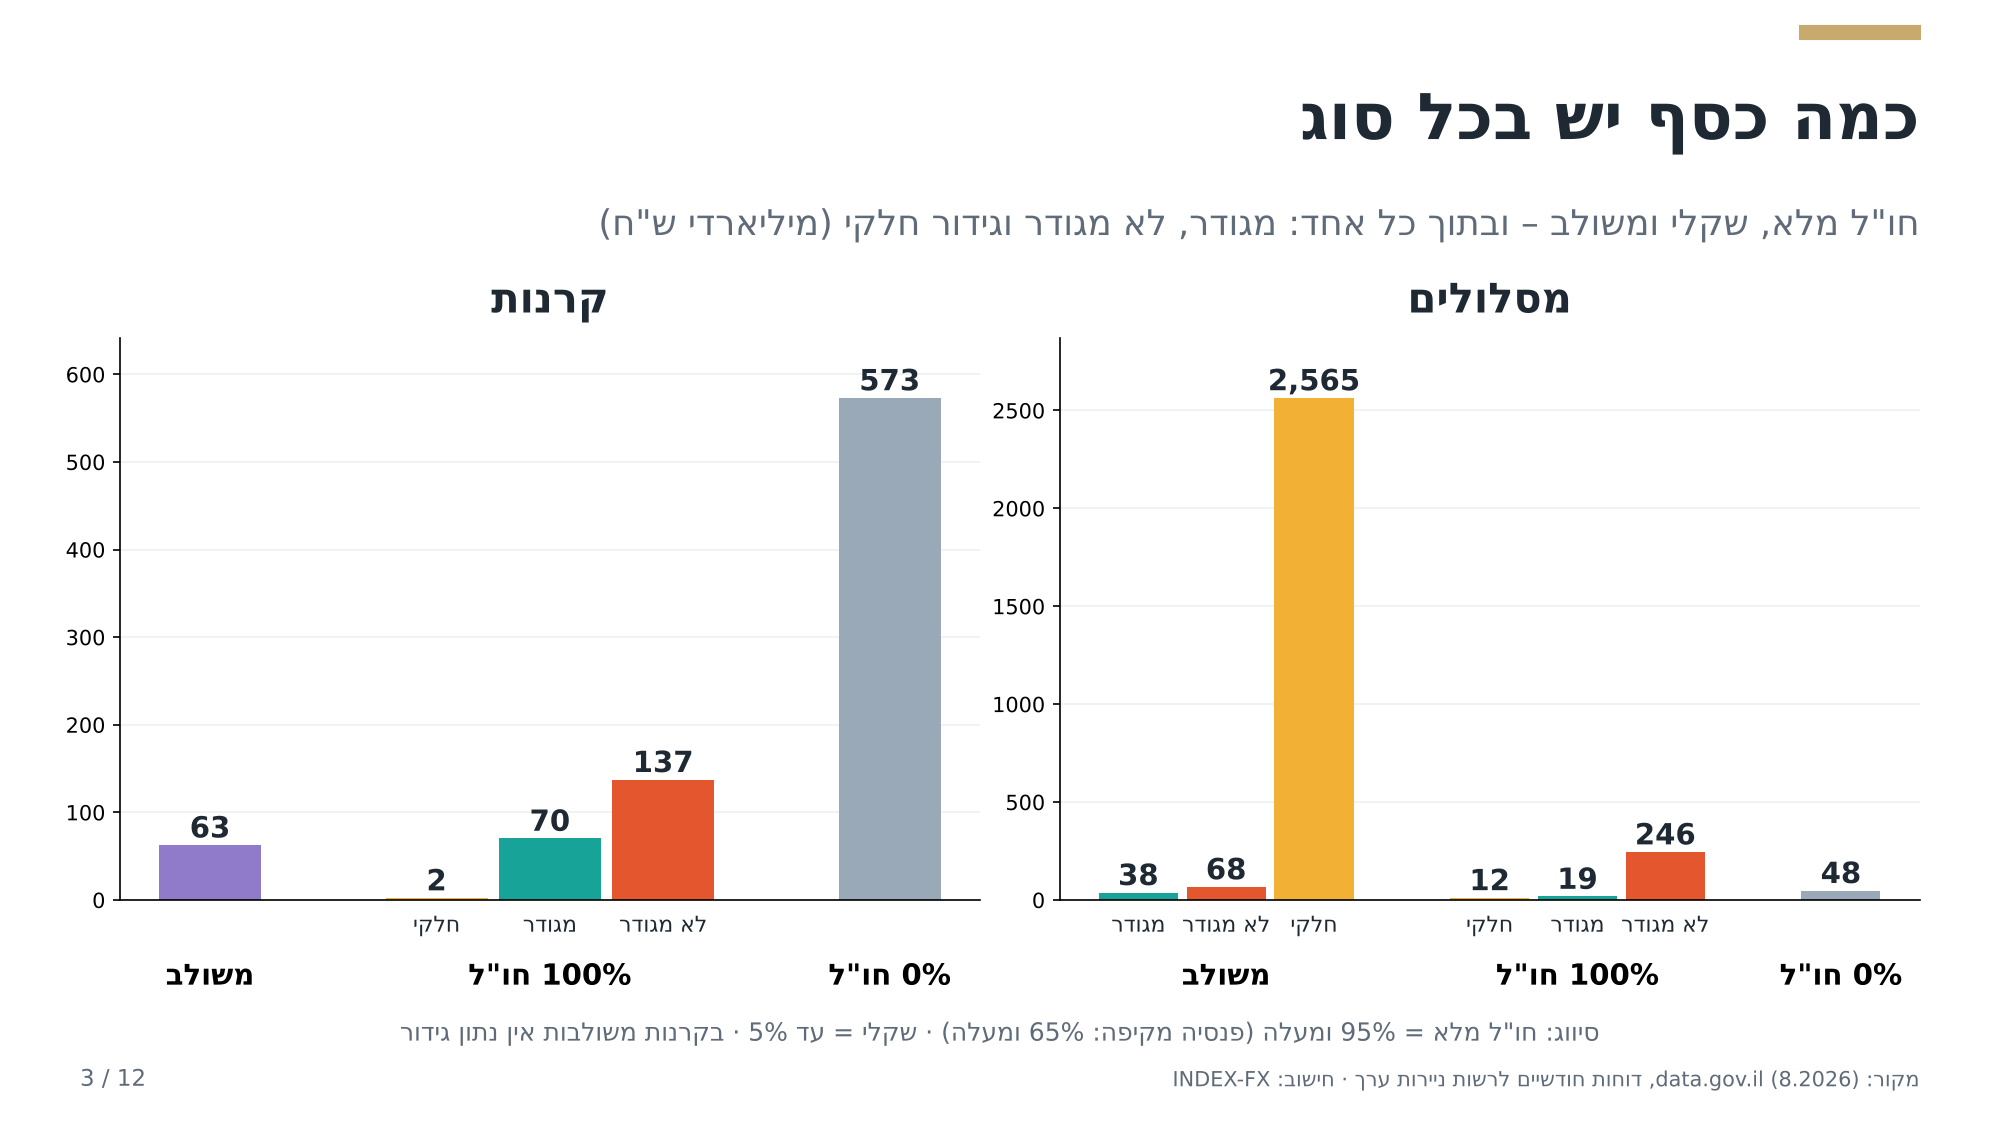 כמה כסף יש בכל סוג
חו"ל מלא, שקלי ומשולב – ובתוך כל אחד: מגודר, לא מגודר וגידור חלקי (מיליארדי ש"ח)
מסלולים
2500
2000
1500
1000
500
0
38
68
2,565
12
19
246
48
מגודר
לא מגודר
חלקי
חלקי
מגודר
לא מגודר
משולב
100% חו"ל
0% חו"ל
קרנות
600
500
400
300
200
100
0
63
2
70
137
573
חלקי
מגודר
לא מגודר
משולב
100% חו"ל
0% חו"ל
סיווג: חו"ל מלא = 95% ומעלה (פנסיה מקיפה: 65% ומעלה) · שקלי = עד 5% · בקרנות משולבות אין נתון גידור
מקור: data.gov.il (8.2026), דוחות חודשיים לרשות ניירות ערך · חישוב: INDEX-FX
3 / 12